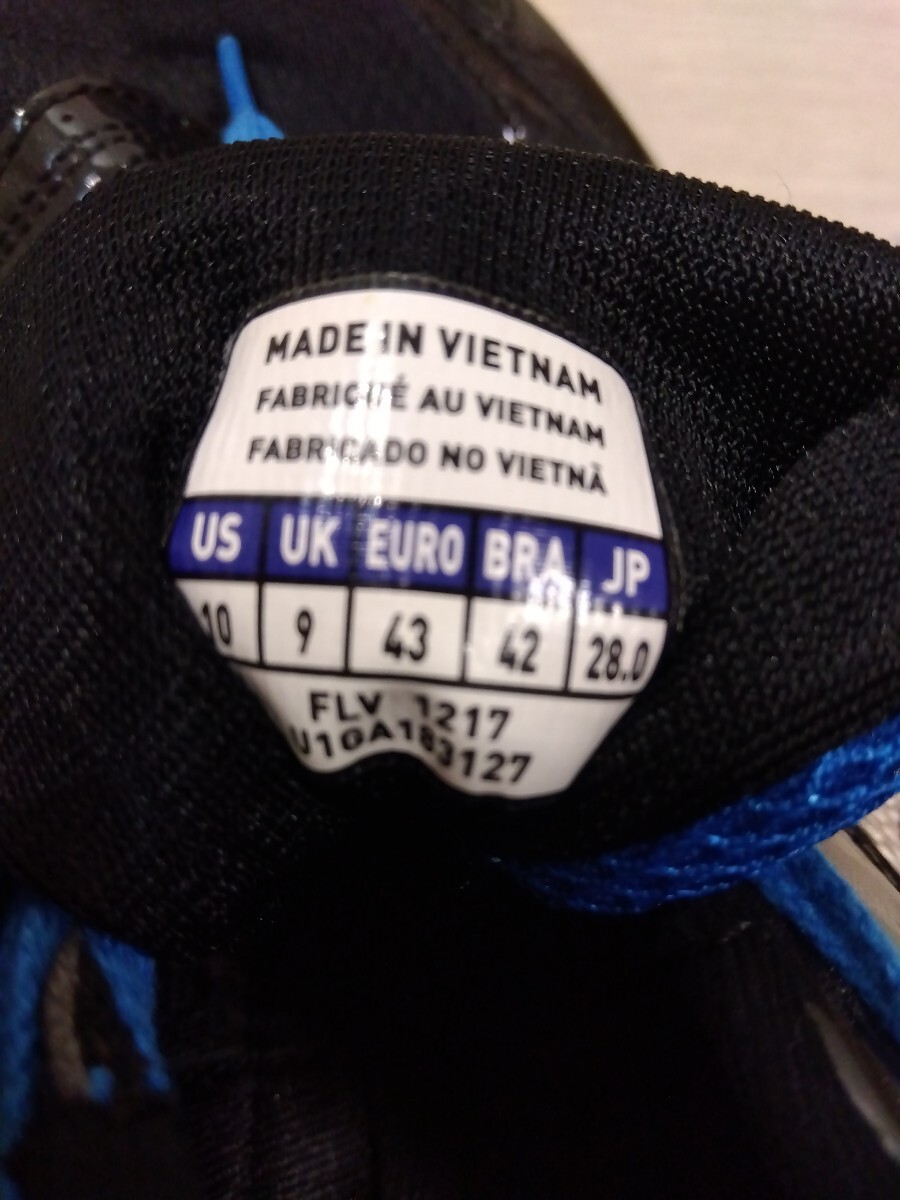 MADE IN VIETNAM
FABRIQUÉ AU VIETNAM
FABRICADO NO VIETNÃ
US UK EURO BRA JP
10 9 43 42 28.0
FLV 1217
U1GA183127